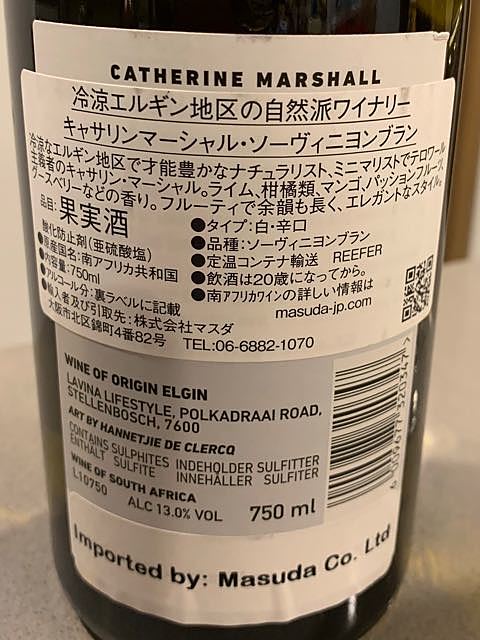 CATHERINE MARSHALL
冷涼エルギン地区の自然派ワイナリー
キャサリンマーシャル・ソーヴィニヨンブラン
冷涼なエルギン地区で才能豊かなナチュラリスト、ミニマリストでテロワール
主義者のキャサリン・マーシャル。ライム、柑橘類、マンゴ、パッションフルーツ、
グースベリーなどの香り。フルーティで余韻も長く、エレガントなスタイル。
品目:果実酒
酸化防止剤(亜硫酸塩)
●原産国名:南アフリカ共和国
●内容量:750ml
●アルコール分:裏ラベルに記載
●輸入者及び引取先:株式会社マスダ
大阪市北区錦町4番82号 TEL:06-6882-1070
●タイプ:白・辛口
●品種:ソーヴィニヨンブラン
●定温コンテナ輸送 REEFER
●飲酒は20歳になってから。
●南アフリカワインの詳しい情報は
masuda-jp.com
WINE OF ORIGIN ELGIN
LAVINA LIFESTYLE, POLKADRAAI ROAD,
STELLENBOSCH, 7600
ART BY HANNETJIE DE CLERCQ
CONTAINS SULPHITES INDEHOLDER SULFITTER
ENTHÄLT SULFITE INNEHÅLLER SULFITER
WINE OF SOUTH AFRICA
L10750 ALC 13.0% VOL 750 ml
6 009677 520347
Imported by: Masuda Co. Ltd